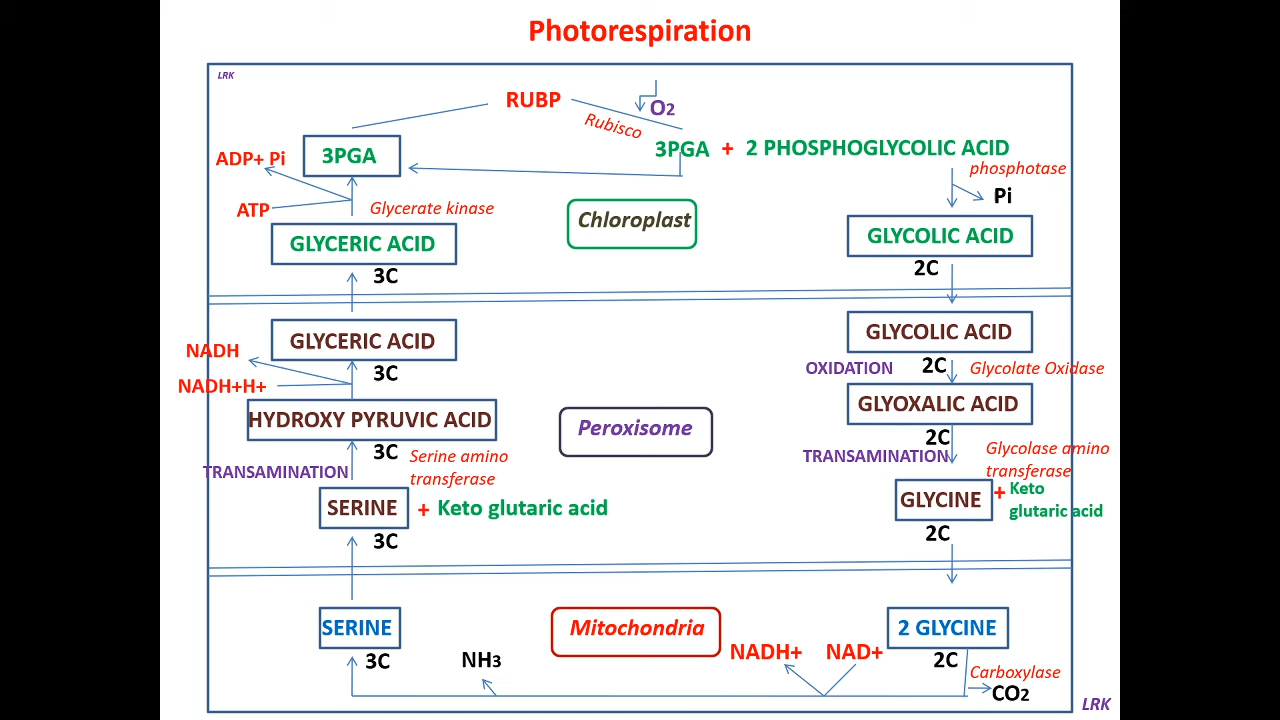 Photorespiration
LRK
RUBP
O2
Rubisco
3PGA + 2 PHOSPHOGLYCOLIC ACID
phosphotase
Pi
3PGA
ADP+ Pi
ATP
Glycerate kinase
GLYCERIC ACID
3C
Chloroplast
GLYCOLIC ACID
2C
GLYCERIC ACID
3C
NADH
NADH+H+
HYDROXY PYRUVIC ACID
3C
TRANSAMINATION
Serine amino
transferase
SERINE + Keto glutaric acid
3C
Peroxisome
GLYCOLIC ACID
2C
OXIDATION
Glycolate Oxidase
GLYOXALIC ACID
2C
TRANSAMINATION
Glycolase amino
transferase
GLYCINE + Keto
glutaric acid
2C
SERINE
3C
NH3
Mitochondria
NADH+
NAD+
2 GLYCINE
2C
Carboxylase
CO2
LRK